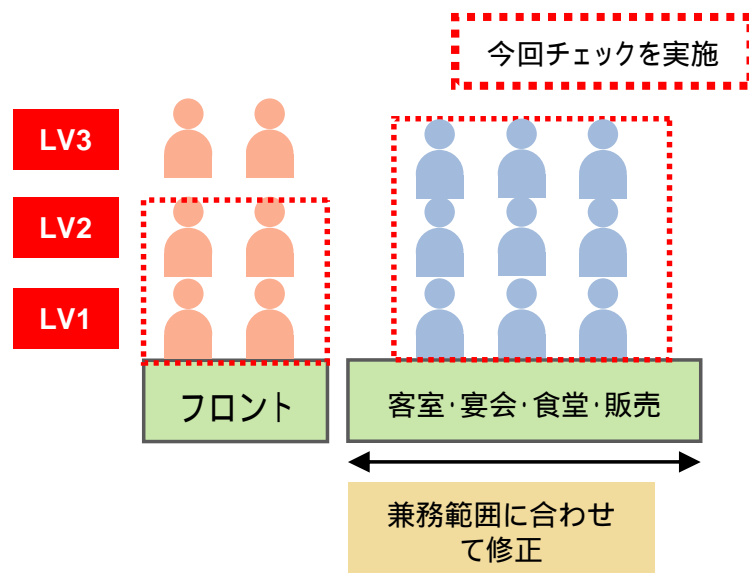 今回チェックを実施
LV3
LV2
LV1
フロント
客室・宴会・食堂・販売
兼務範囲に合わせ
て修正